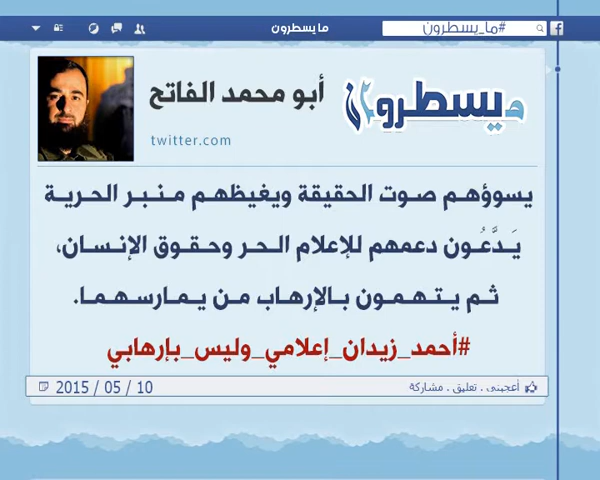 ما يسطرون
#ما_يسطرون
ما يسطرون
أبو محمد الفاتح
twitter.com
يسوؤهم صوت الحقيقة ويغيظهم منبر الحرية
يَدَّعُون دعمهم للإعلام الحر وحقوق الإنسان،
ثم يتهمون بالإرهاب من يمارسهما.
#أحمد_زيدان_إعلامي_وليس_بإرهابي
أعجبني . تعليق . مشاركة
2015 / 05 / 10